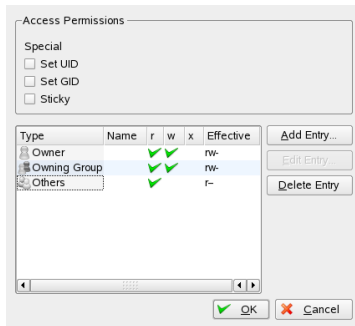 Access Permissions
Special
Set UID
Set GID
Sticky
Type Name r w x Effective
Owner rw-
Owning Group rw-
Others r--
Add Entry...
Edit Entry...
Delete Entry
OK
Cancel